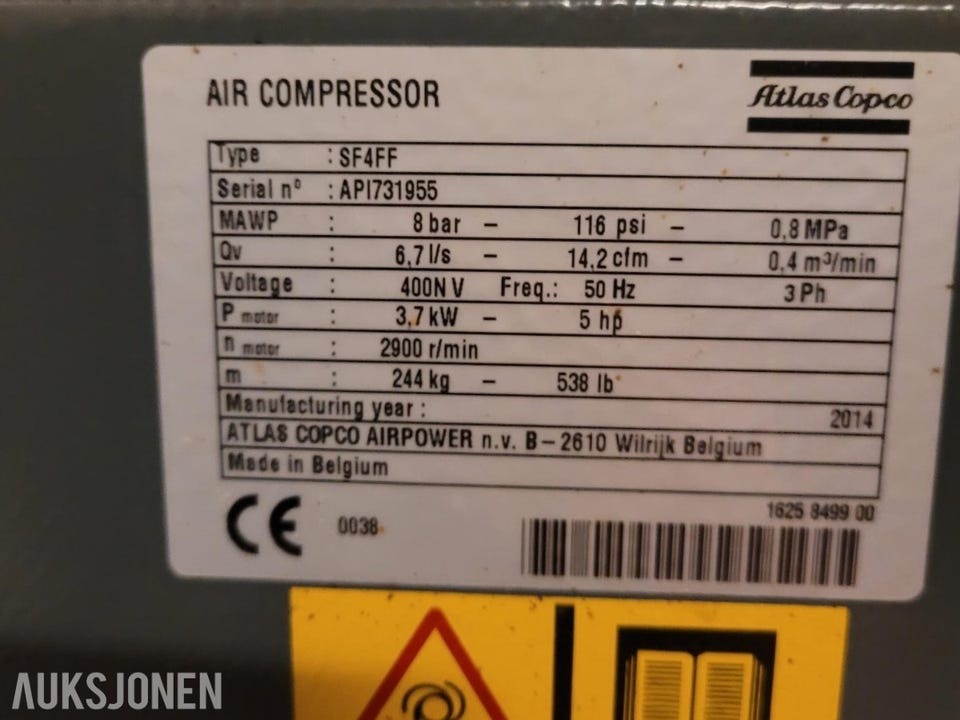 AIR COMPRESSOR
Atlas Copco
Type : SF4FF
Serial nº : API731955
MAWP : 8 bar – 116 psi – 0,8 MPa
Qv : 6,7 l/s – 14,2 cfm – 0,4 m³/min
Voltage : 400N V Freq.: 50 Hz 3 Ph
P motor : 3,7 kW – 5 hp
n motor : 2900 r/min
m : 244 kg – 538 lb
Manufacturing year : 2014
ATLAS COPCO AIRPOWER n.v. B–2610 Wilrijk Belgium
Made in Belgium
1625 8499 00
CE 0038
AUKSJONEN